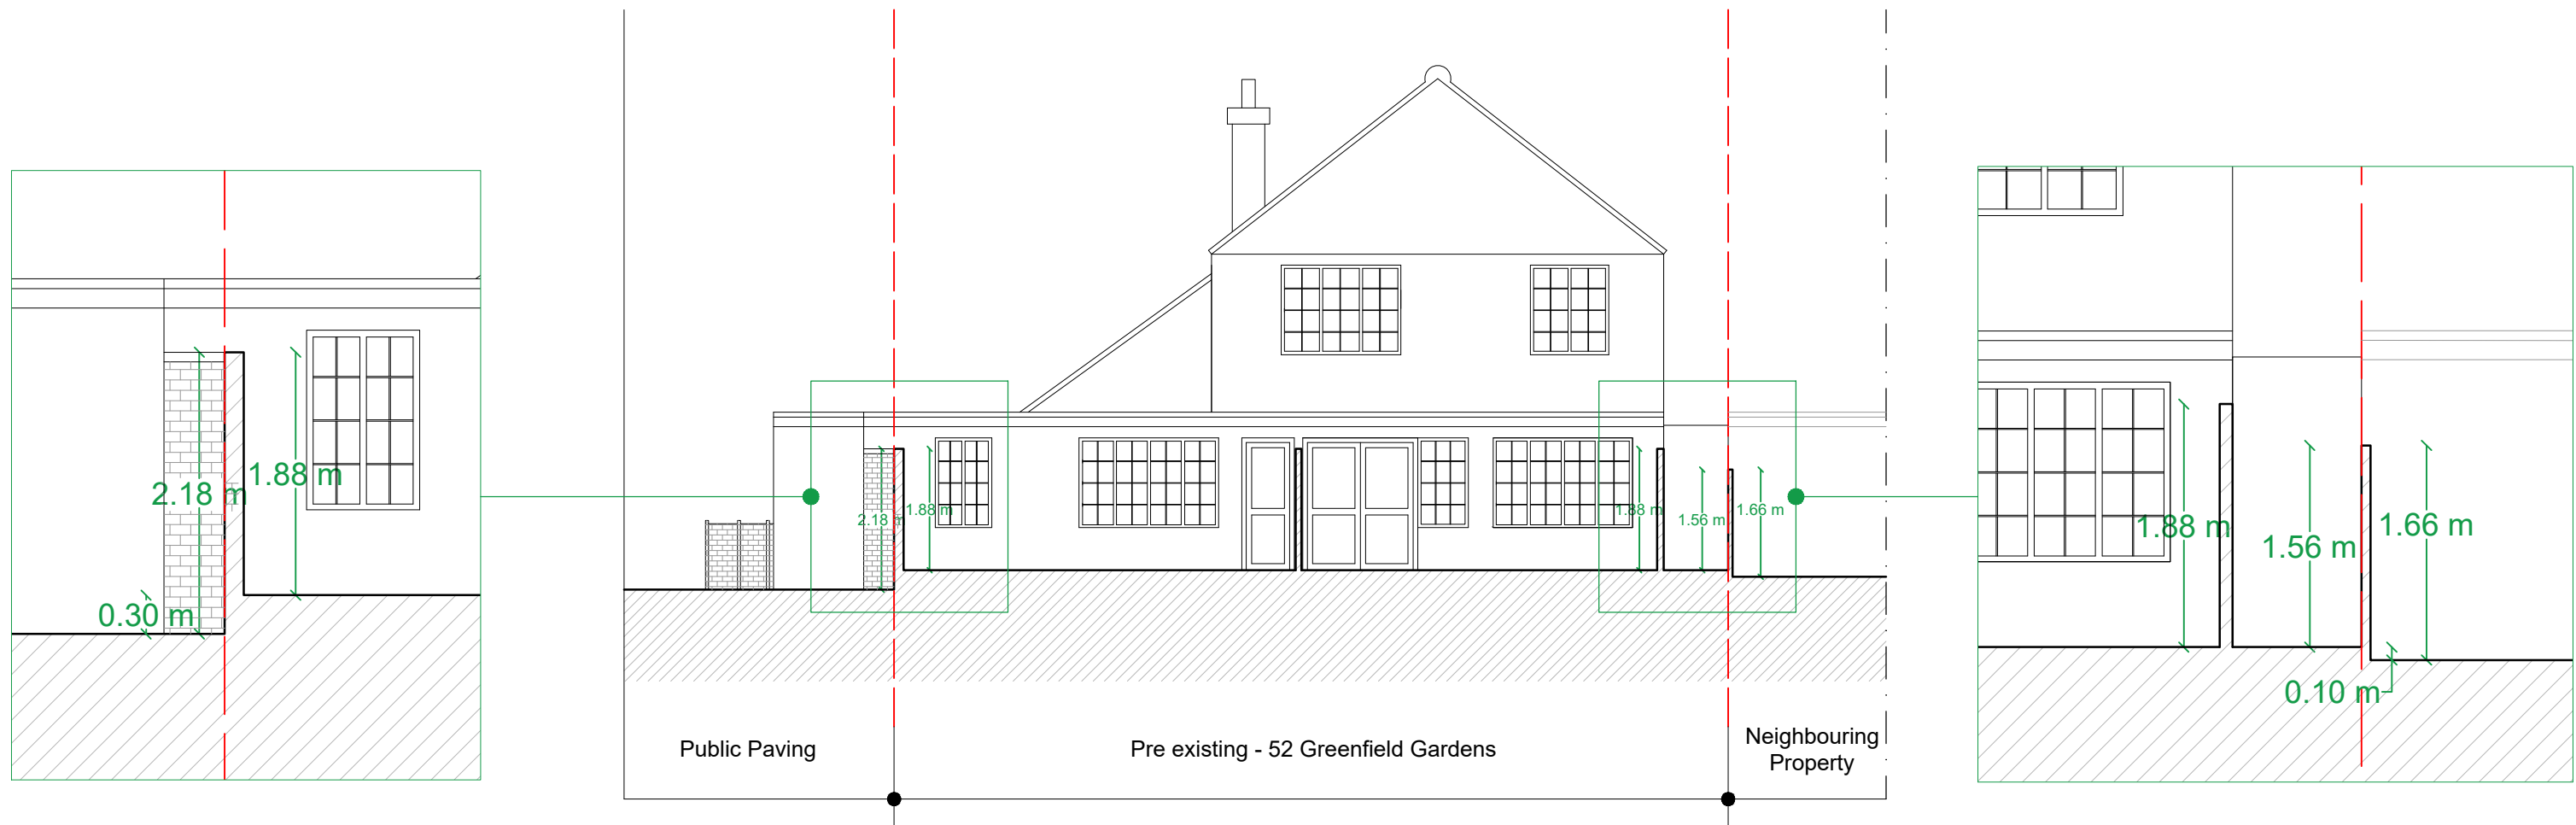 2.18 m
1.88 m
0.30 m
2.18 m
1.88 m
1.88 m
1.56 m
1.66 m
1.88 m
1.56 m
1.66 m
0.10 m
Public Paving
Pre existing - 52 Greenfield Gardens
Neighbouring
Property